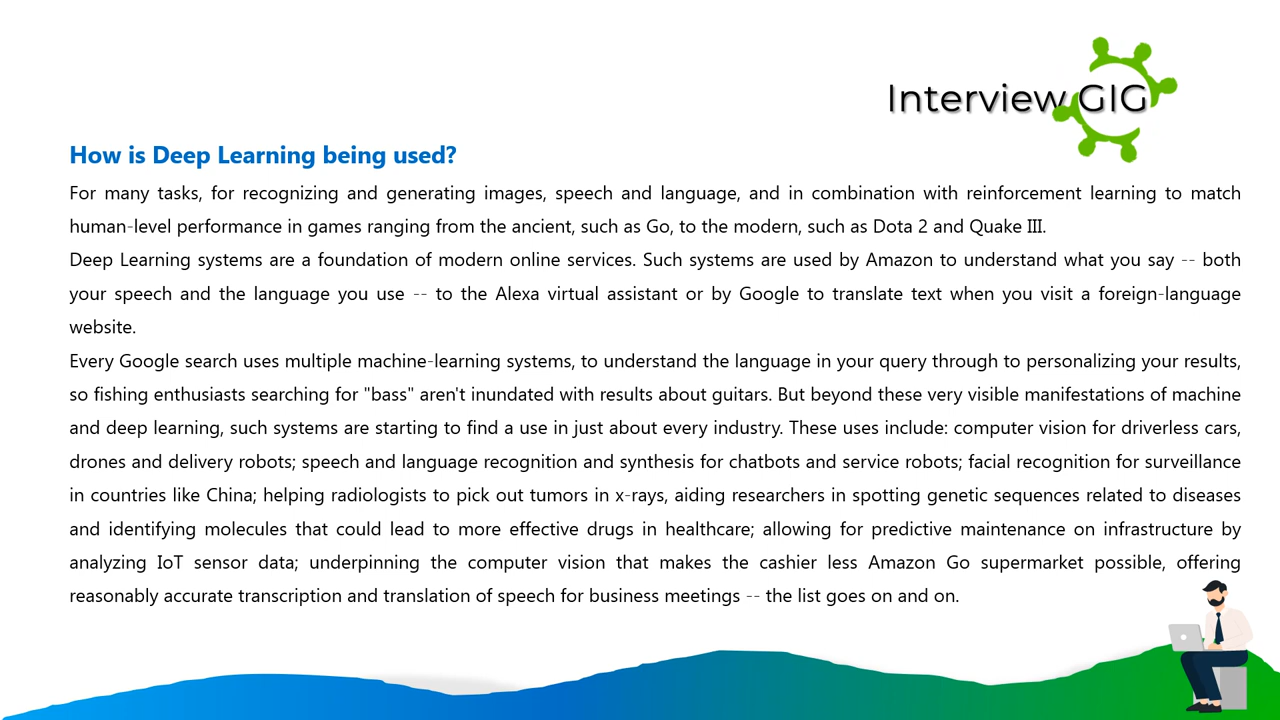 Interview GIG
How is Deep Learning being used?
For many tasks, for recognizing and generating images, speech and language, and in combination with reinforcement learning to match
human-level performance in games ranging from the ancient, such as Go, to the modern, such as Dota 2 and Quake III.
Deep Learning systems are a foundation of modern online services. Such systems are used by Amazon to understand what you say -- both
your speech and the language you use -- to the Alexa virtual assistant or by Google to translate text when you visit a foreign-language
website.
Every Google search uses multiple machine-learning systems, to understand the language in your query through to personalizing your results,
so fishing enthusiasts searching for "bass" aren't inundated with results about guitars. But beyond these very visible manifestations of machine
and deep learning, such systems are starting to find a use in just about every industry. These uses include: computer vision for driverless cars,
drones and delivery robots; speech and language recognition and synthesis for chatbots and service robots; facial recognition for surveillance
in countries like China; helping radiologists to pick out tumors in x-rays, aiding researchers in spotting genetic sequences related to diseases
and identifying molecules that could lead to more effective drugs in healthcare; allowing for predictive maintenance on infrastructure by
analyzing IoT sensor data; underpinning the computer vision that makes the cashier less Amazon Go supermarket possible, offering
reasonably accurate transcription and translation of speech for business meetings -- the list goes on and on.